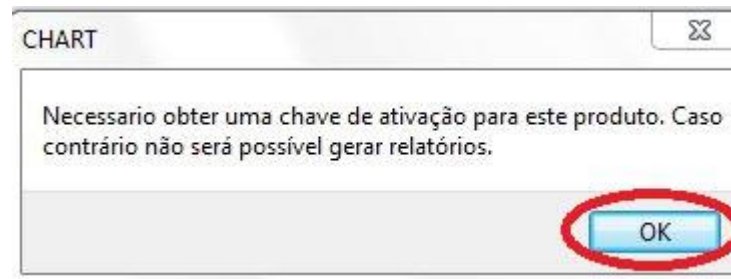 CHART
Necessario obter uma chave de ativação para este produto. Caso
contrário não será possível gerar relatórios.
OK